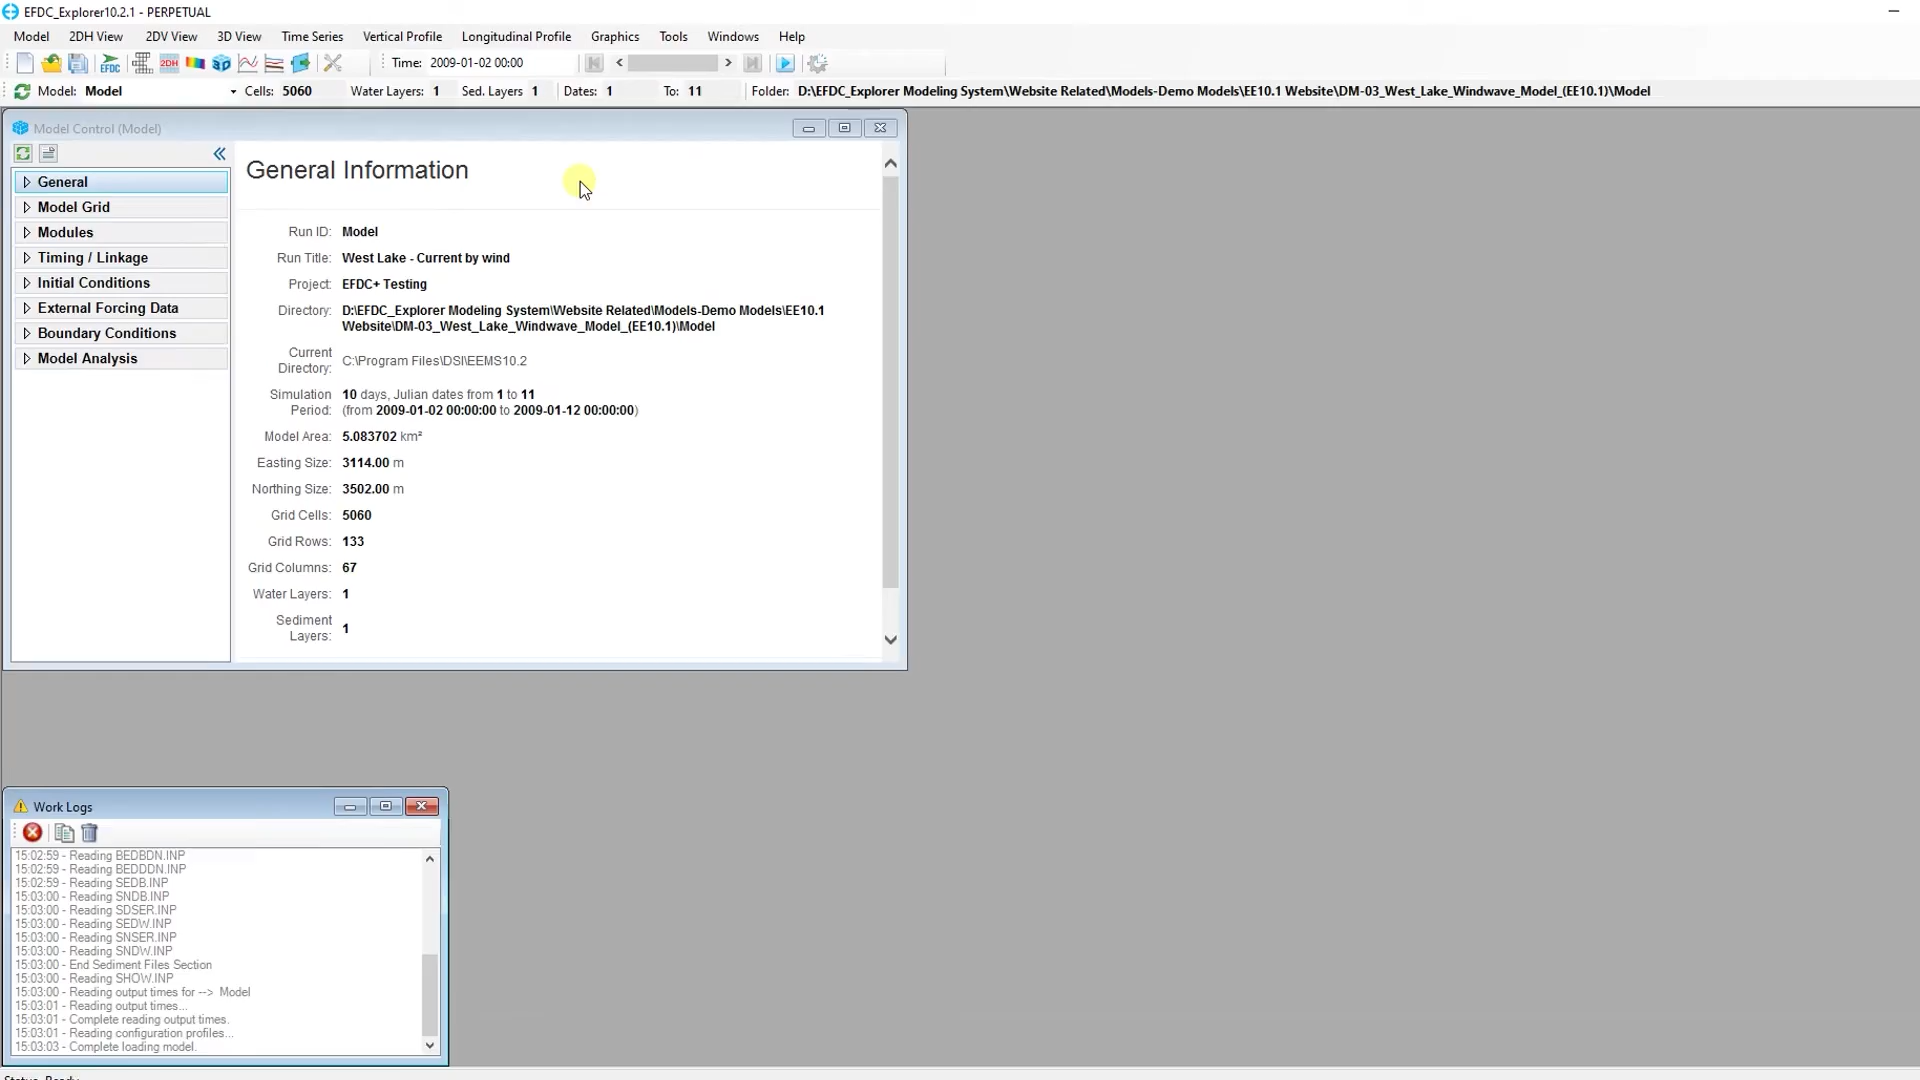 EFDC_Explorer10.2.1 - PERPETUAL
Model 2DH View 2DV View 3D View Time Series Vertical Profile Longitudinal Profile Graphics Tools Windows Help
EFDC 2DH 3D Time: 2009-01-02 00:00
Model: Model Cells: 5060 Water Layers: 1 Sed. Layers 1 Dates: 1 To: 11 Folder: D:\EFDC_Explorer Modeling System\Website Related\Models-Demo Models\EE10.1 Website\DM-03_West_Lake_Windwave_Model_(EE10.1)\Model
Model Control (Model)
General
Model Grid
Modules
Timing / Linkage
Initial Conditions
External Forcing Data
Boundary Conditions
Model Analysis
General Information
Run ID: Model
Run Title: West Lake - Current by wind
Project: EFDC+ Testing
Directory: D:\EFDC_Explorer Modeling System\Website Related\Models-Demo Models\EE10.1
Website\DM-03_West_Lake_Windwave_Model_(EE10.1)\Model
Current
Directory: C:\Program Files\DSI\EEMS10.2
Simulation 10 days, Julian dates from 1 to 11
Period: (from 2009-01-02 00:00:00 to 2009-01-12 00:00:00)
Model Area: 5.083702 km²
Easting Size: 3114.00 m
Northing Size: 3502.00 m
Grid Cells: 5060
Grid Rows: 133
Grid Columns: 67
Water Layers: 1
Sediment
Layers: 1
Work Logs
15:02:59 - Reading BEDBDN.INP
15:02:59 - Reading BEDDDN.INP
15:02:59 - Reading SEDB.INP
15:03:00 - Reading SNDB.INP
15:03:00 - Reading SDSER.INP
15:03:00 - Reading SEDW.INP
15:03:00 - Reading SNSER.INP
15:03:00 - Reading SNDW.INP
15:03:00 - End Sediment Files Section
15:03:00 - Reading SHOW.INP
15:03:00 - Reading output times for --> Model
15:03:01 - Reading output times...
15:03:01 - Complete reading output times.
15:03:01 - Reading configuration profiles...
15:03:03 - Complete loading model.
Status: Ready